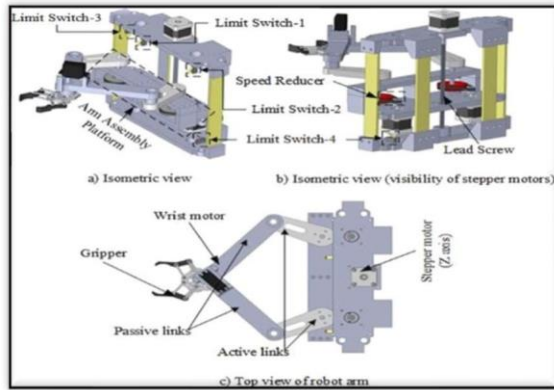 Limit Switch-3
Limit Switch-1
Speed Reducer
Limit Switch-2
Arm Assembly
Platform
Limit Switch-4
Lead Screw
a) Isometric view
b) Isometric view (visibility of stepper motors)
Wrist motor
Gripper
Stepper motor
(Z axis)
Passive links
Active links
c) Top view of robot arm